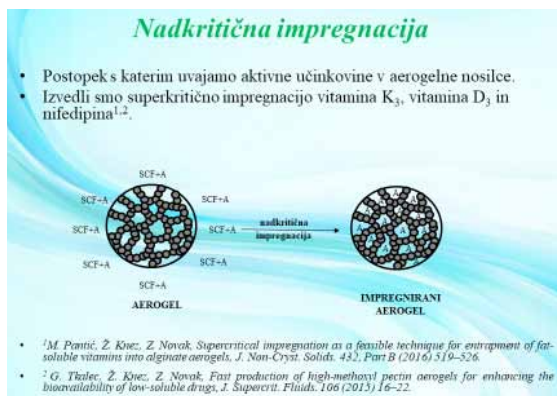 Nadkritična impregnacija
• Postopek s katerim uvajamo aktivne učinkovine v aerogelne nosilce.
• Izvedli smo superkritično impregnacijo vitamina K3, vitamina D3 in
nifedipina1,2.
SCF+A
SCF+A SCF+A
SCF+A SCF+A
nadkritična
impregnacija
SCF+A SCF+A
SCF+A
A A A A A A A A
AEROGEL
IMPREGNIRANI
AEROGEL
• 1M. Pantić, Ž. Knez, Z. Novak, Supercritical impregnation as a feasible technique for entrapment of fat-
soluble vitamins into alginate aerogels, J. Non-Cryst. Solids. 432, Part B (2016) 519–526.
• 2 G. Tkalec, Ž. Knez, Z. Novak, Fast production of high-methoxyl pectin aerogels for enhancing the
bioavailability of low-soluble drugs, J. Supercrit. Fluids. 106 (2015) 16–22.